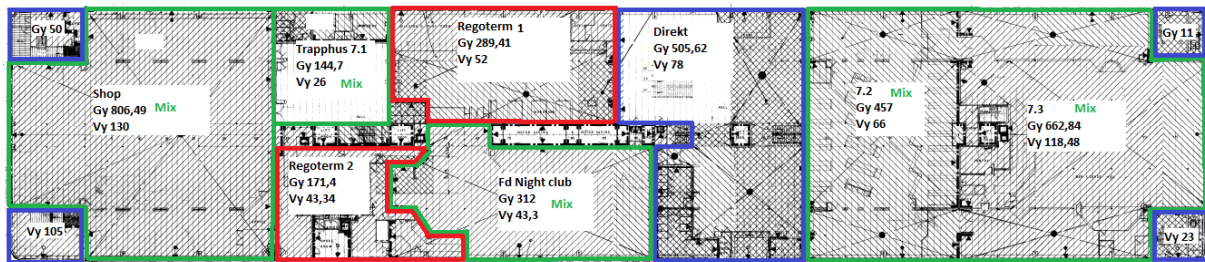 Gy 50
Shop
Gy 806,49 Mix
Vy 130
Vy 105
Trapphus 7.1
Gy 144,7
Vy 26 Mix
Regoterm 1
Gy 289,41
Vy 52
Regoterm 2
Gy 171,4
Vy 43,34
Fd Night club
Gy 312
Vy 43,3 Mix
Direkt
Gy 505,62
Vy 78
7.2
Gy 457 Mix
Vy 66
7.3 Mix
Gy 662,84
Vy 118,48
Gy 11
Vy 23